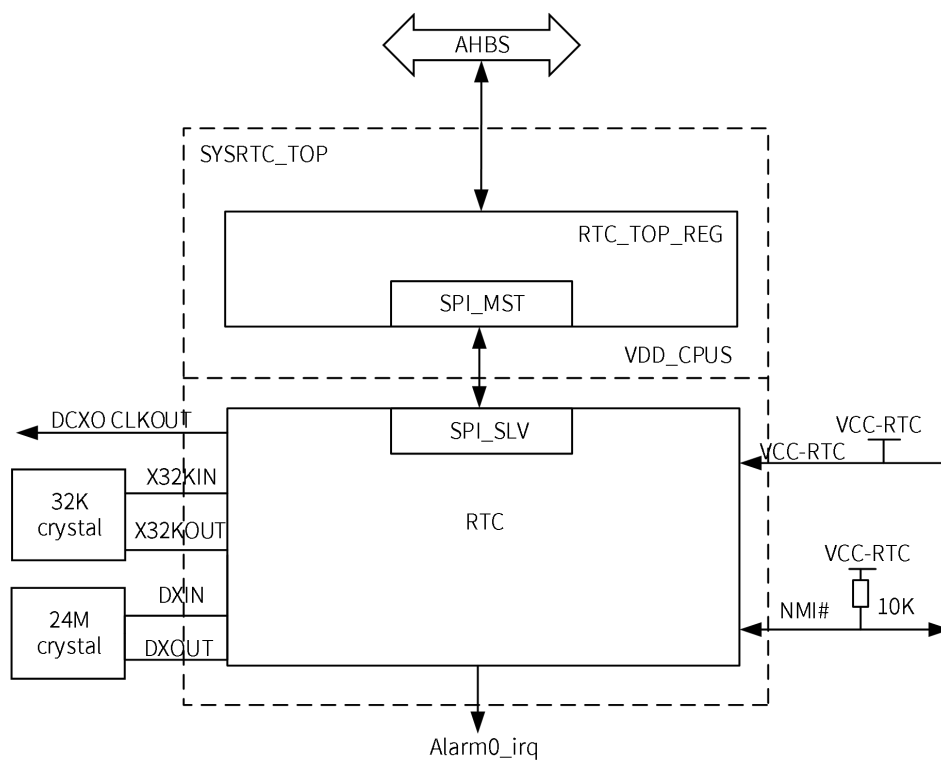 AHBS
SYSRTC_TOP
RTC_TOP_REG
SPI_MST
VDD_CPUS
DCXO CLKOUT
SPI_SLV
VCC-RTC
VCC-RTC
X32KIN
32K
crystal
X32KOUT
RTC
VCC-RTC
DXIN
24M
crystal
NMI#
10K
DXOUT
Alarm0_irq